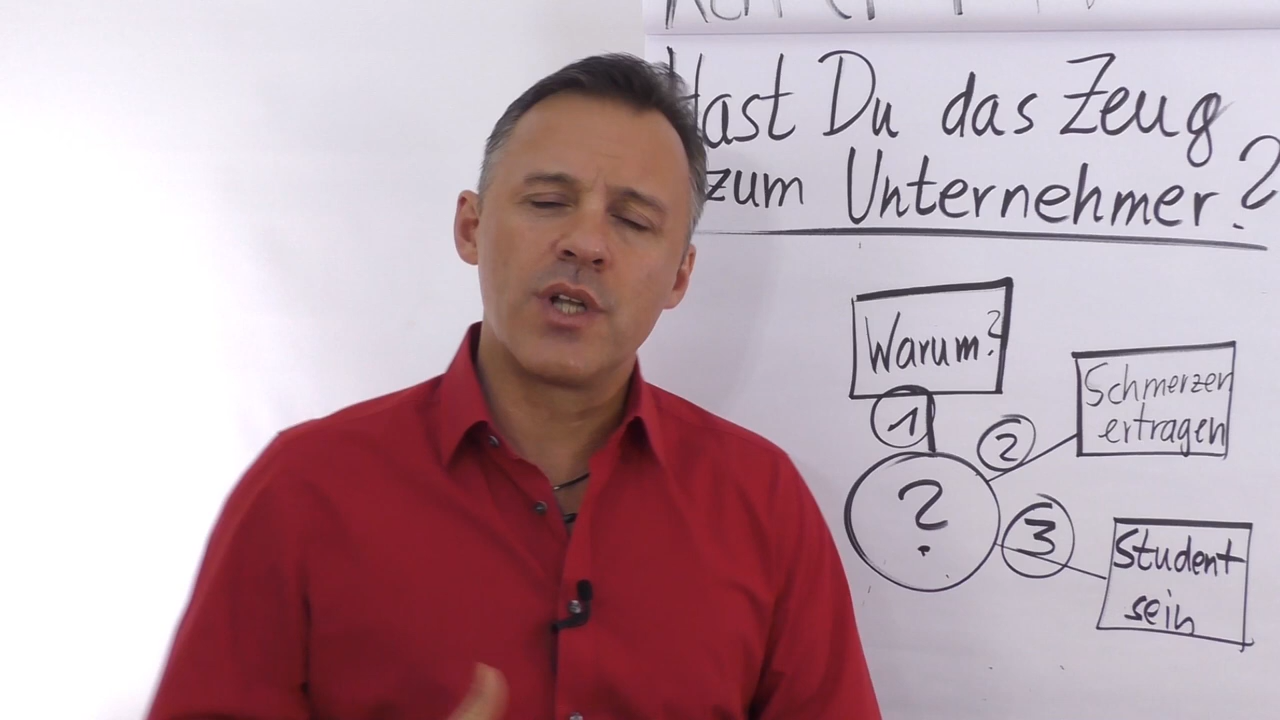 Hast Du das Zeug
zum Unternehmer?
Warum?
1
2
Schmerzen
ertragen
?
3
Student
sein